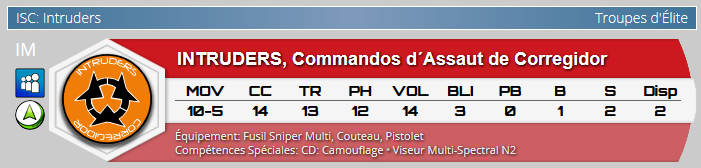 ISC: Intruders Troupes d'Élite
IM
INTRUDERS
CORREGIDOR
INTRUDERS, Commandos d´Assaut de Corregidor
MOV CC TR PH VOL BLI PB B S Disp
10-5 14 13 12 14 3 0 1 2 2
Équipement: Fusil Sniper Multi, Couteau, Pistolet
Compétences Spéciales: CD: Camouflage • Viseur Multi-Spectral N2